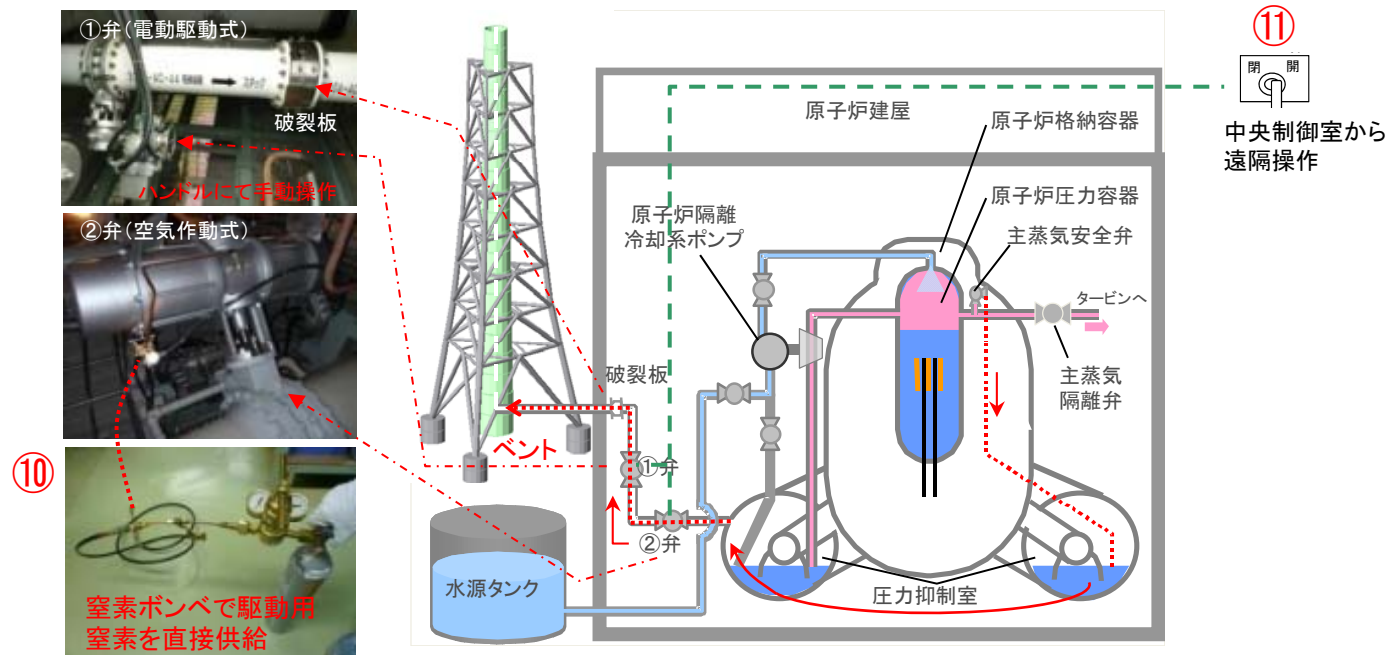 ①弁（電動駆動式）
破裂板
ハンドルにて手動操作
②弁（空気作動式）
⑩
窒素ボンベで駆動用
窒素を直接供給
ベント
破裂板
①弁
②弁
水源タンク
原子炉建屋
原子炉格納容器
原子炉圧力容器
原子炉隔離
冷却系ポンプ
主蒸気安全弁
タービンへ
主蒸気
隔離弁
圧力抑制室
⑪
閉 開
中央制御室から
遠隔操作